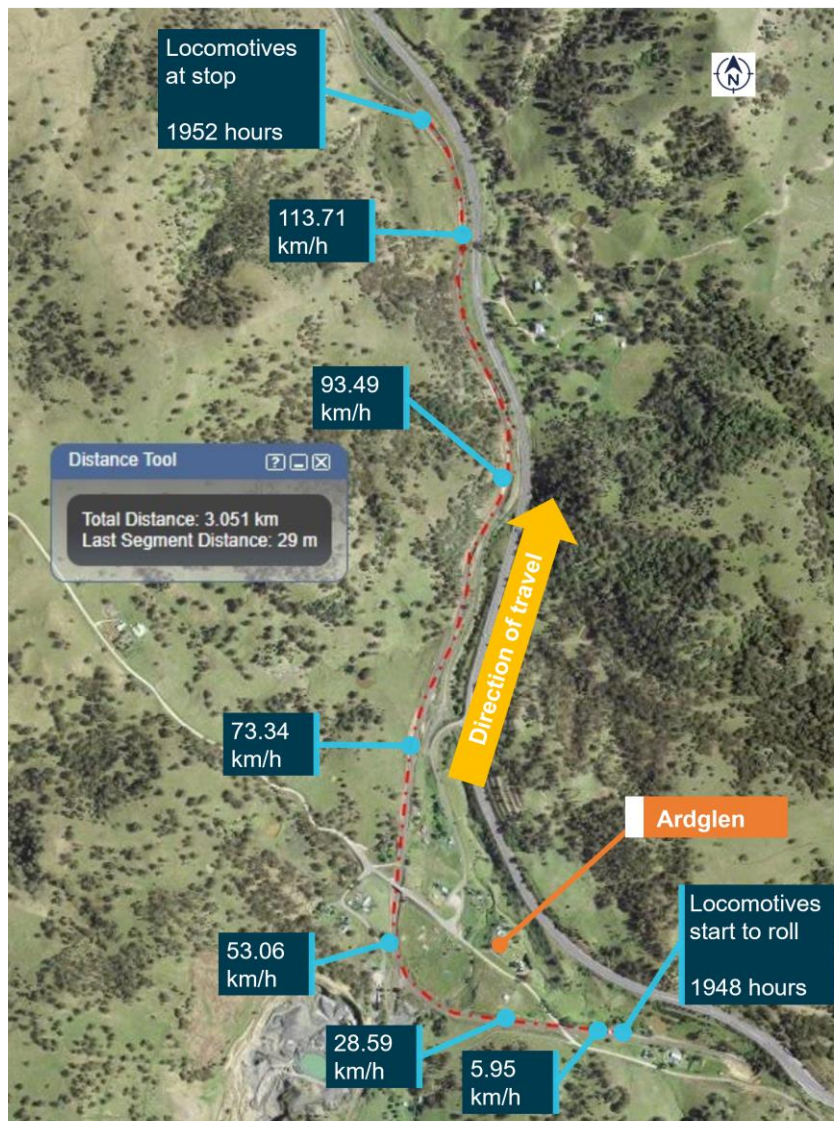 Locomotives
at stop
1952 hours
N
113.71
km/h
93.49
km/h
Distance Tool
Total Distance: 3.051 km
Last Segment Distance: 29 m
Direction of travel
73.34
km/h
Ardglen
Locomotives
start to roll
1948 hours
53.06
km/h
28.59
km/h
5.95
km/h